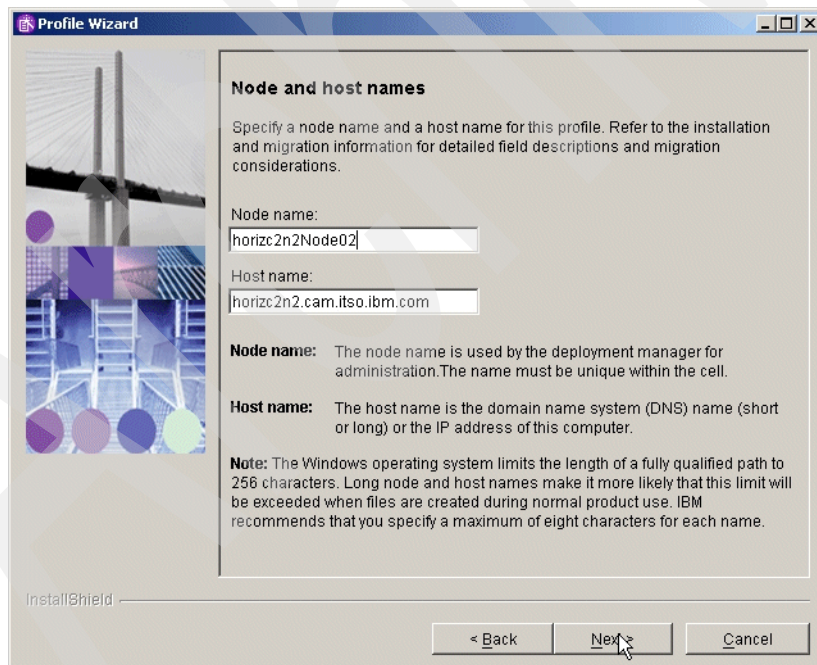 Profile Wizard
Node and host names
Specify a node name and a host name for this profile. Refer to the installation
and migration information for detailed field descriptions and migration
considerations.
Node name:
horizc2n2Node02
Host name:
horizc2n2.cam.itso.ibm.com
Node name: The node name is used by the deployment manager for
administration.The name must be unique within the cell.
Host name: The host name is the domain name system (DNS) name (short
or long) or the IP address of this computer.
Note: The Windows operating system limits the length of a fully qualified path to
256 characters. Long node and host names make it more likely that this limit will
be exceeded when files are created during normal product use. IBM
recommends that you specify a maximum of eight characters for each name.
InstallShield
< Back Next > Cancel